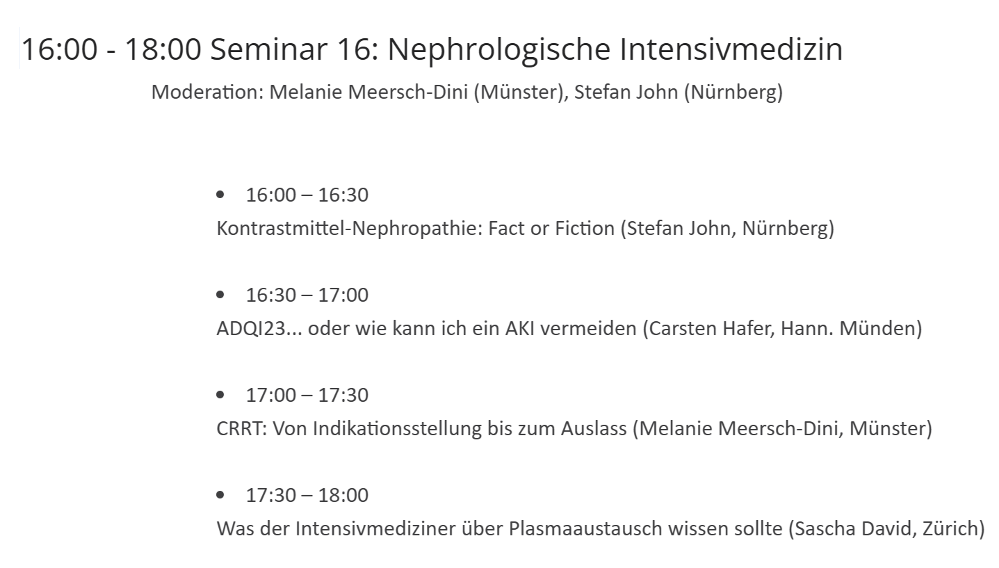 16:00 - 18:00 Seminar 16: Nephrologische Intensivmedizin
Moderation: Melanie Meersch-Dini (Münster), Stefan John (Nürnberg)
• 16:00 – 16:30
Kontrastmittel-Nephropathie: Fact or Fiction (Stefan John, Nürnberg)
• 16:30 – 17:00
ADQI23... oder wie kann ich ein AKI vermeiden (Carsten Hafer, Hann. Münden)
• 17:00 – 17:30
CRRT: Von Indikationsstellung bis zum Auslass (Melanie Meersch-Dini, Münster)
• 17:30 – 18:00
Was der Intensivmediziner über Plasmaaustausch wissen sollte (Sascha David, Zürich)